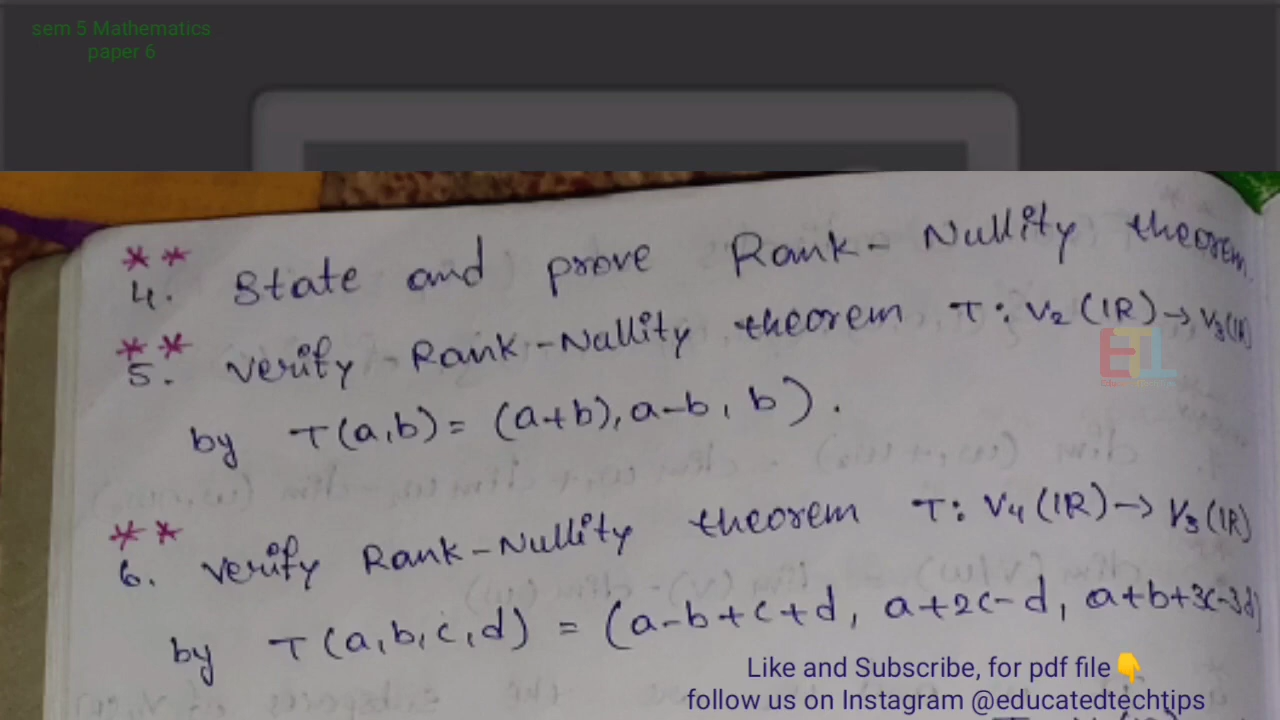 sem 5 Mathematics
paper 6
** 4. State and prove Rank-Nullity theorem.
** 5. Verify Rank-Nullity theorem T: V₂(IR)→V₃(IR)
by T(a,b)= (a+b), a-b, b).
** 6. Verify Rank-Nullity theorem T: V₄(IR)→V₃(IR)
by T(a,b,c,d) = (a-b+c+d, a+2c-d, a+b+3c-3d)
Like and Subscribe, for pdf file👇
follow us on Instagram @educatedtechtips